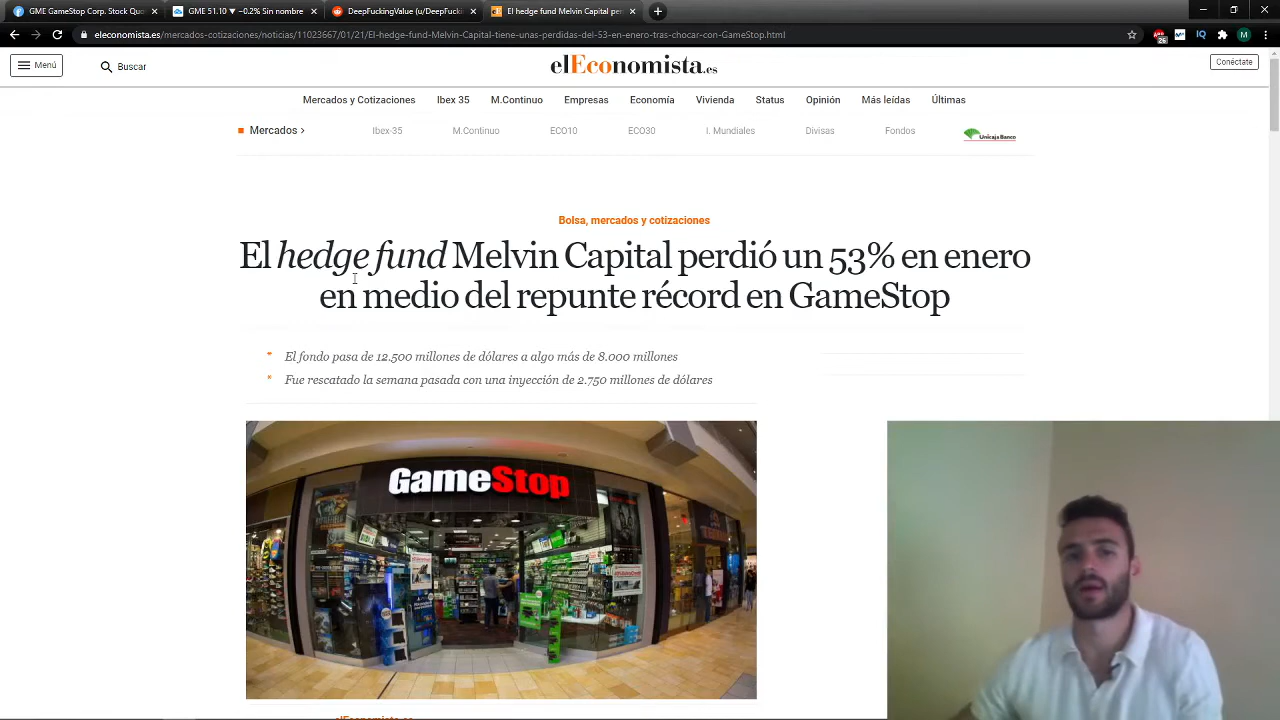 GME GameStop Corp. Stock Quo
GME 51.10 ▼ −0.2% Sin nombre
DeepFuckingValue (u/DeepFucki
El hedge fund Melvin Capital per
eleconomista.es/mercados-cotizaciones/noticias/11023667/01/21/El-hedge-fund-Melvin-Capital-tiene-unas-perdidas-del-53-en-enero-tras-chocar-con-GameStop.html
26
IQ
M
Menú
Buscar
elEconomista.es
Conéctate
Mercados y Cotizaciones Ibex 35 M.Continuo Empresas Economía Vivienda Status Opinión Más leídas Últimas
Mercados > Ibex-35 M.Continuo ECO10 ECO30 I. Mundiales Divisas Fondos Unicaja Banco
Bolsa, mercados y cotizaciones
El hedge fund Melvin Capital perdió un 53% en enero
en medio del repunte récord en GameStop
* El fondo pasa de 12.500 millones de dólares a algo más de 8.000 millones
* Fue rescatado la semana pasada con una inyección de 2.750 millones de dólares
GameStop
elEconomista.es